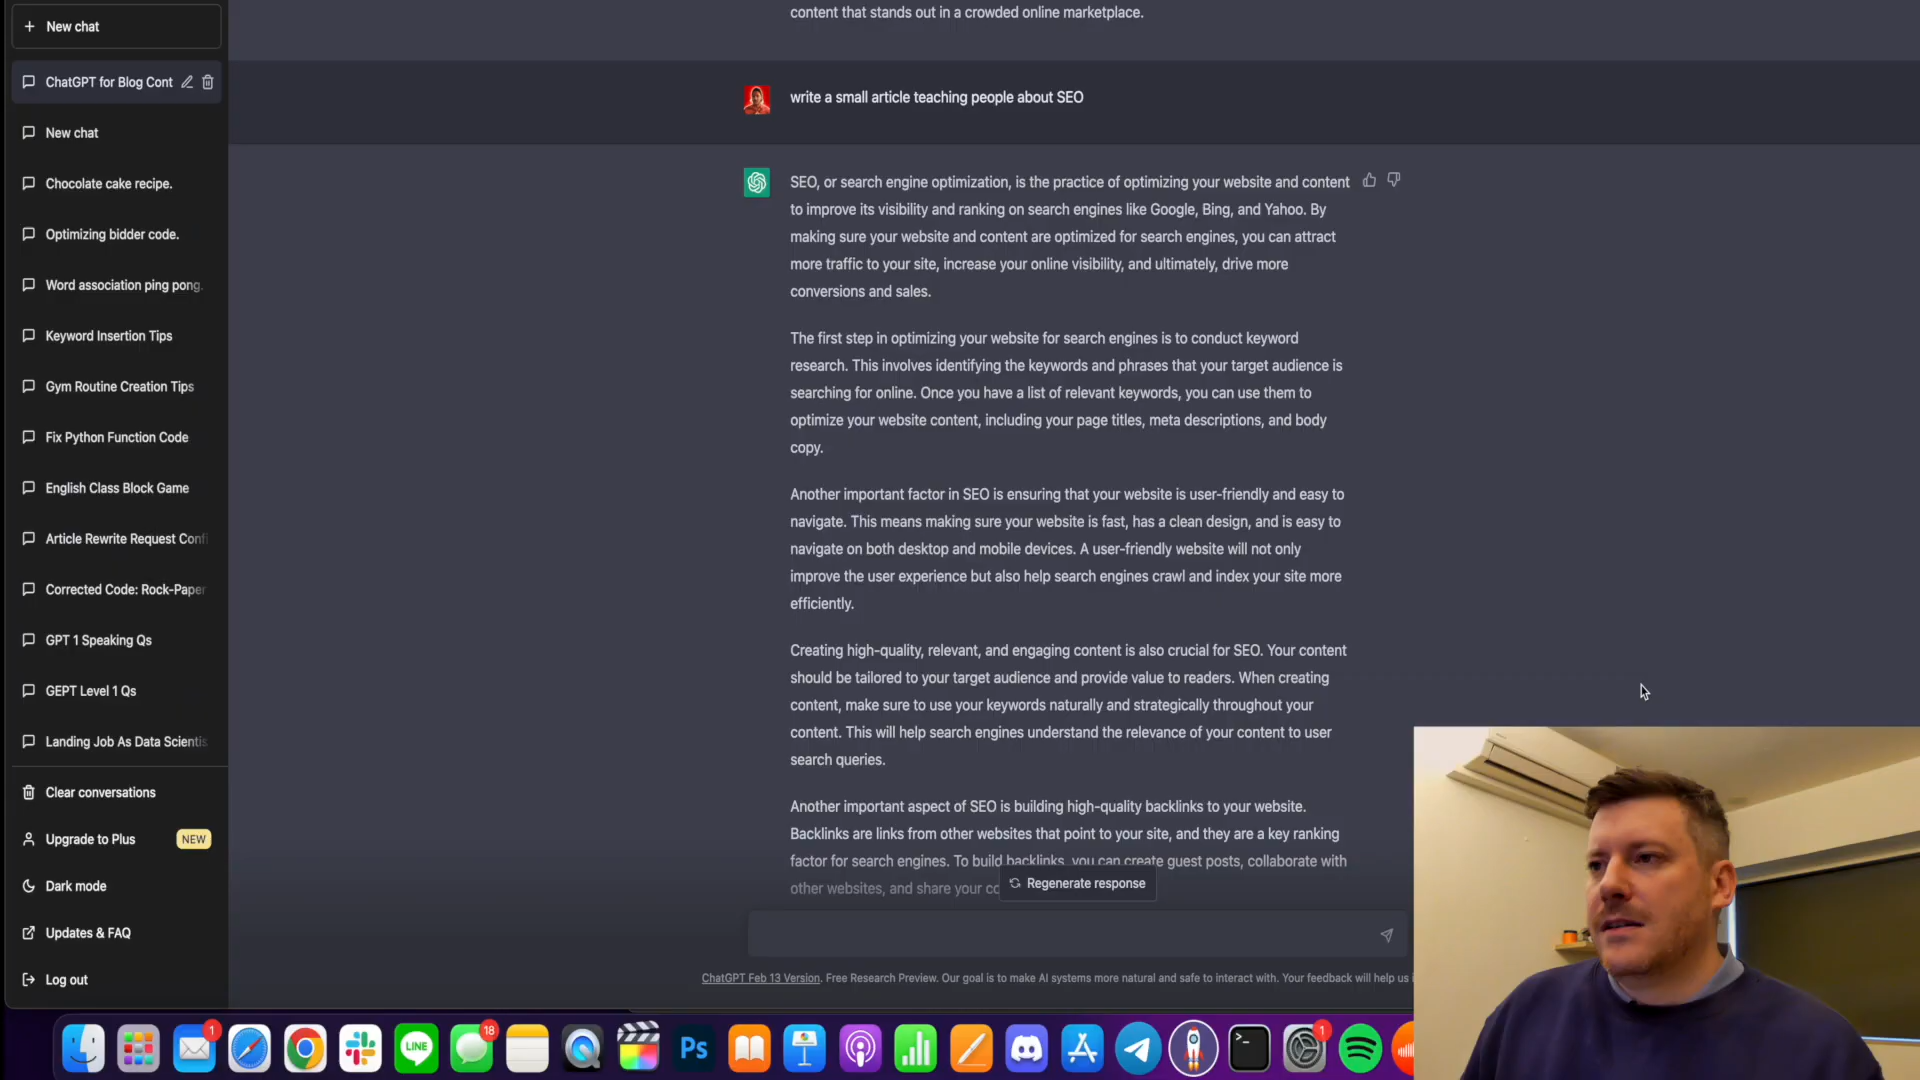 New chat
ChatGPT for Blog Cont
New chat
Chocolate cake recipe.
Optimizing bidder code.
Word association ping pong.
Keyword Insertion Tips
Gym Routine Creation Tips
Fix Python Function Code
English Class Block Game
Article Rewrite Request Confi
Corrected Code: Rock-Paper
GPT 1 Speaking Qs
GEPT Level 1 Qs
Landing Job As Data Scientis
Clear conversations
Upgrade to Plus NEW
Dark mode
Updates & FAQ
Log out
content that stands out in a crowded online marketplace.
write a small article teaching people about SEO
SEO, or search engine optimization, is the practice of optimizing your website and content
to improve its visibility and ranking on search engines like Google, Bing, and Yahoo. By
making sure your website and content are optimized for search engines, you can attract
more traffic to your site, increase your online visibility, and ultimately, drive more
conversions and sales.
The first step in optimizing your website for search engines is to conduct keyword
research. This involves identifying the keywords and phrases that your target audience is
searching for online. Once you have a list of relevant keywords, you can use them to
optimize your website content, including your page titles, meta descriptions, and body
copy.
Another important factor in SEO is ensuring that your website is user-friendly and easy to
navigate. This means making sure your website is fast, has a clean design, and is easy to
navigate on both desktop and mobile devices. A user-friendly website will not only
improve the user experience but also help search engines crawl and index your site more
efficiently.
Creating high-quality, relevant, and engaging content is also crucial for SEO. Your content
should be tailored to your target audience and provide value to readers. When creating
content, make sure to use your keywords naturally and strategically throughout your
content. This will help search engines understand the relevance of your content to user
search queries.
Another important aspect of SEO is building high-quality backlinks to your website.
Backlinks are links from other websites that point to your site, and they are a key ranking
factor for search engines. To build backlinks, you can create guest posts, collaborate with
other websites, and share your co
Regenerate response
ChatGPT Feb 13 Version. Free Research Preview. Our goal is to make AI systems more natural and safe to interact with. Your feedback will help us i
1
LINE
18
Ps
1